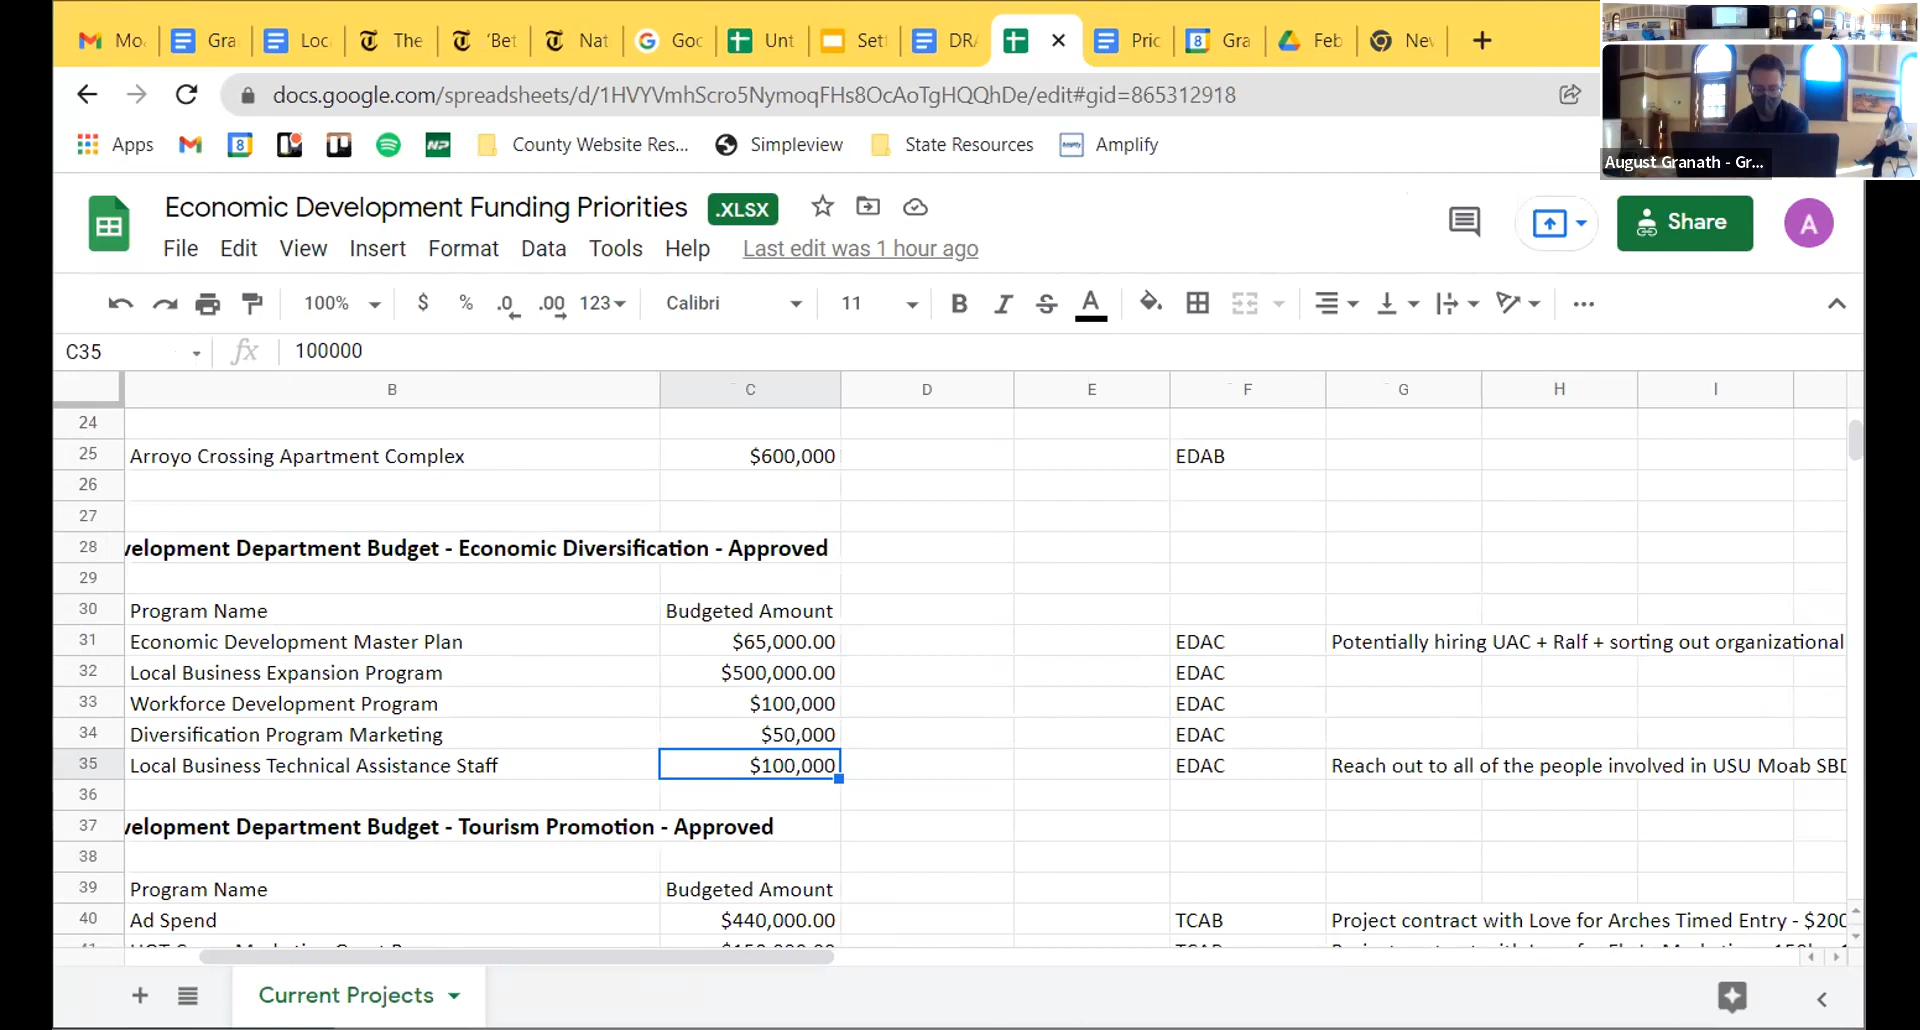 Mo
Gra
Loc
The
'Bet
Nat
Goo
Unt
Sett
DRA
Pric
Gra
Feb
Nev
docs.google.com/spreadsheets/d/1HVYVmhScro5NymoqFHs8OcAoTgHQQhDe/edit#gid=865312918
August Granath - Gr...
Apps
8
NP
County Website Res...
Simpleview
State Resources
Amplify
Economic Development Funding Priorities .XLSX
Share
A
File Edit View Insert Format Data Tools Help Last edit was 1 hour ago
100% $ % .0 .00 123 Calibri 11 B I S A
C35 fx 100000
B C D E F G H I
24
25 Arroyo Crossing Apartment Complex $600,000 EDAB
26
27
28 velopment Department Budget - Economic Diversification - Approved
29
30 Program Name Budgeted Amount
31 Economic Development Master Plan $65,000.00 EDAC Potentially hiring UAC + Ralf + sorting out organizational
32 Local Business Expansion Program $500,000.00 EDAC
33 Workforce Development Program $100,000 EDAC
34 Diversification Program Marketing $50,000 EDAC
35 Local Business Technical Assistance Staff $100,000 EDAC Reach out to all of the people involved in USU Moab SBD
36
37 velopment Department Budget - Tourism Promotion - Approved
38
39 Program Name Budgeted Amount
40 Ad Spend $440,000.00 TCAB Project contract with Love for Arches Timed Entry - $200
Current Projects